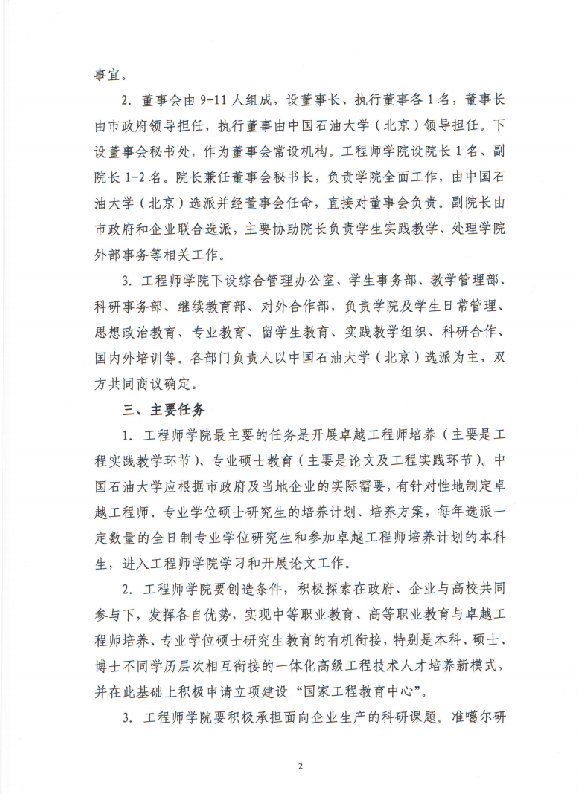 事宜。
2．董事会由 9-11 人组成，设董事长、执行董事各 1 名，董事长
由市政府领导担任，执行董事由中国石油大学（北京）领导担任。下
设董事会秘书处，作为董事会常设机构。工程师学院设院长 1 名、副
院长 1-2 名。院长兼任董事会秘书长，负责学院全面工作，由中国石
油大学（北京）选派并经董事会任命，直接对董事会负责。副院长由
市政府和企业联合选派，主要协助院长负责学生实践教学、处理学院
外部事务等相关工作。
3．工程师学院下设综合管理办公室、学生事务部、教学管理部、
科研事务部、继续教育部、对外合作部，负责学院及学生日常管理、
思想政治教育、专业教育、留学生教育、实践教学组织、科研合作、
国内外培训等。各部门负责人以中国石油大学（北京）选派为主，双
方共同商议确定。
三、主要任务
1．工程师学院最主要的任务是开展卓越工程师培养（主要是工
程实践教学环节）、专业硕士教育（主要是论文及工程实践环节）。中
国石油大学应根据市政府及当地企业的实际需要，有针对性地制定卓
越工程师、专业学位硕士研究生的培养计划、培养方案，每年选派一
定数量的全日制专业学位研究生和参加卓越工程师培养计划的本科
生，进入工程师学院学习和开展论文工作。
2．工程师学院要创造条件，积极探索在政府、企业与高校共同
参与下，发挥各自优势，实现中等职业教育、高等职业教育与卓越工
程师培养、专业学位硕士研究生教育的有机衔接，特别是本科、硕士、
博士不同学历层次相互衔接的一体化高级工程技术人才培养新模式，
并在此基础上积极申请立项建设“国家工程教育中心”。
3．工程师学院要积极承担面向企业生产的科研课题。准噶尔研
2